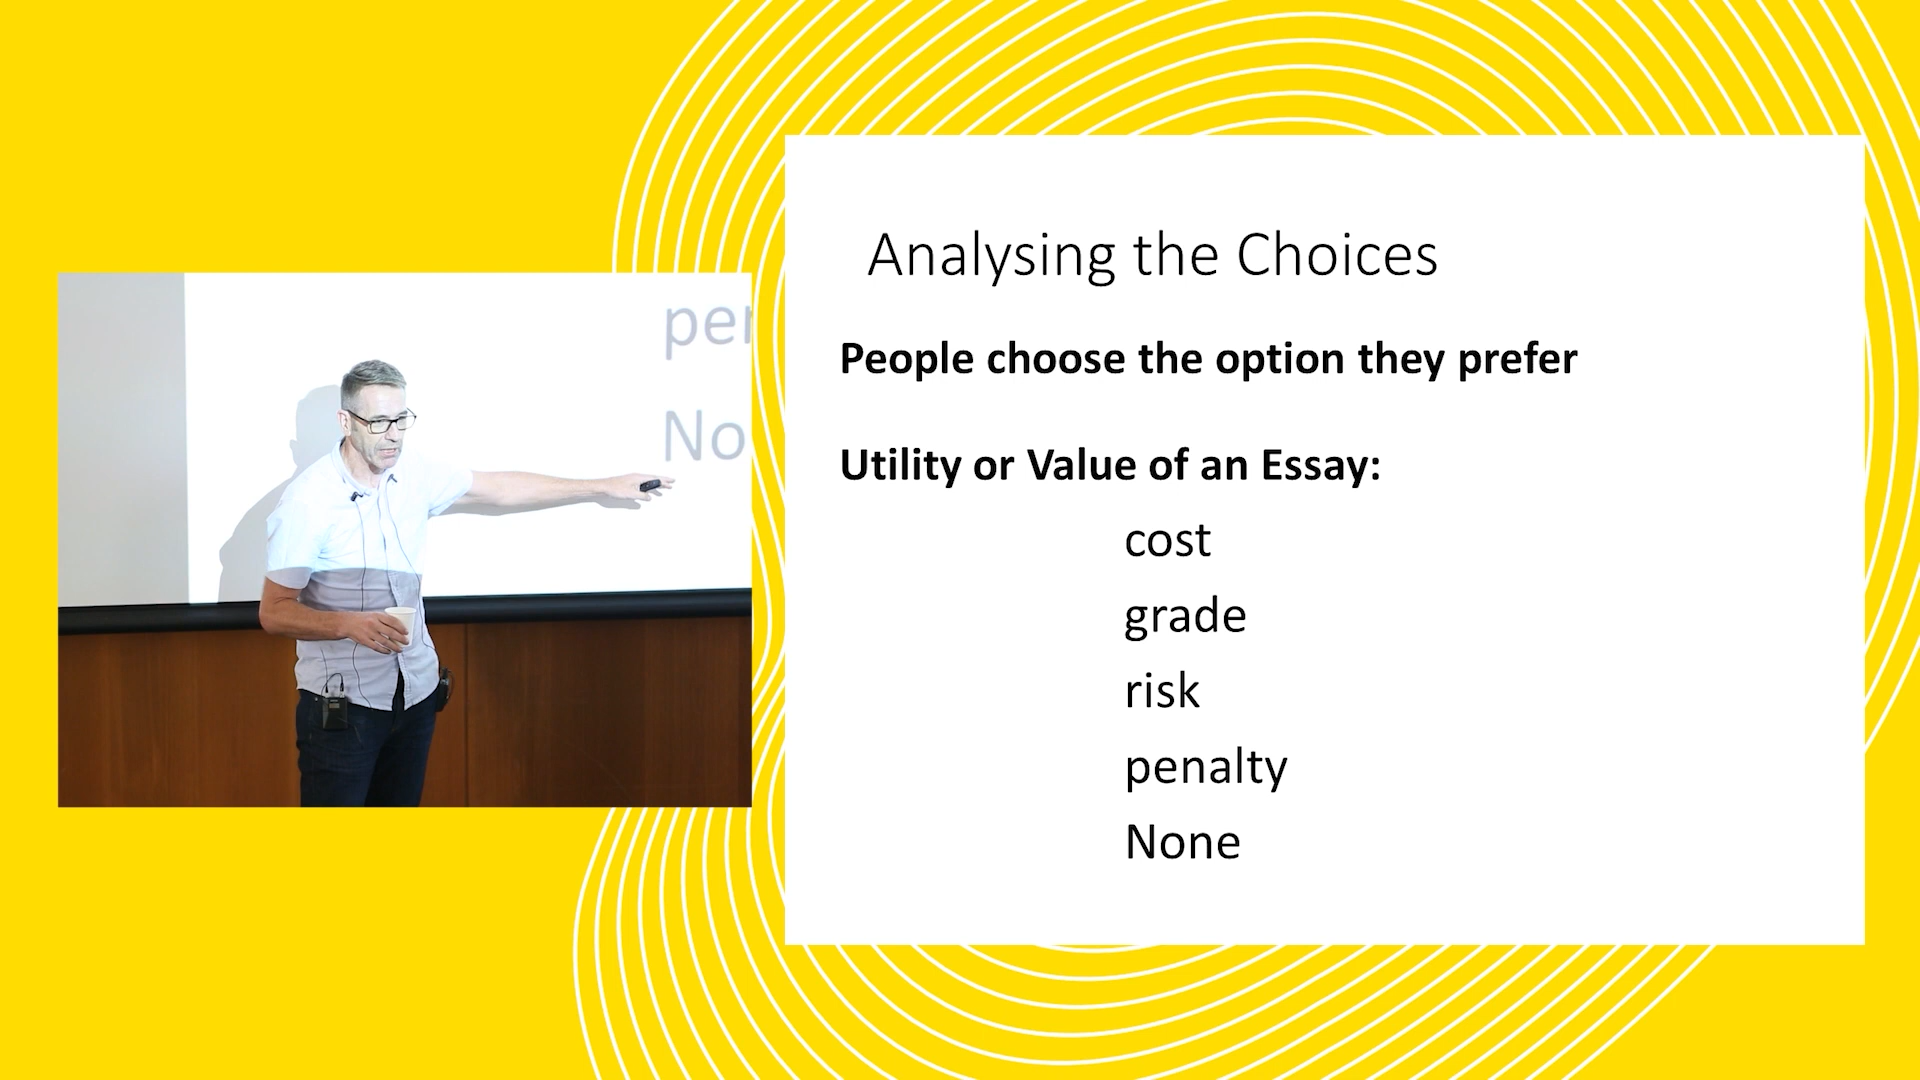 Analysing the Choices
People choose the option they prefer
Utility or Value of an Essay:
cost
grade
risk
penalty
None
per
No